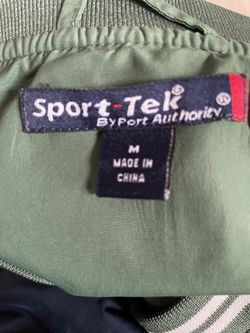 Sport-Tek®
By Port Authority®
M
MADE IN
CHINA